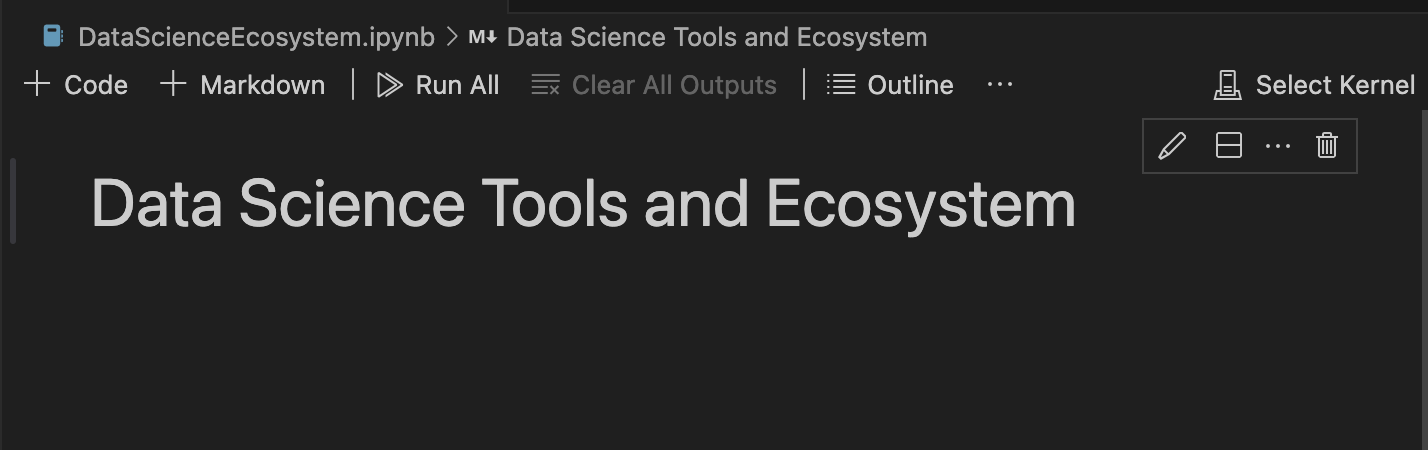 DataScienceEcosystem.ipynb > M↓ Data Science Tools and Ecosystem
+ Code + Markdown | Run All Clear All Outputs | Outline ... Select Kernel
Data Science Tools and Ecosystem